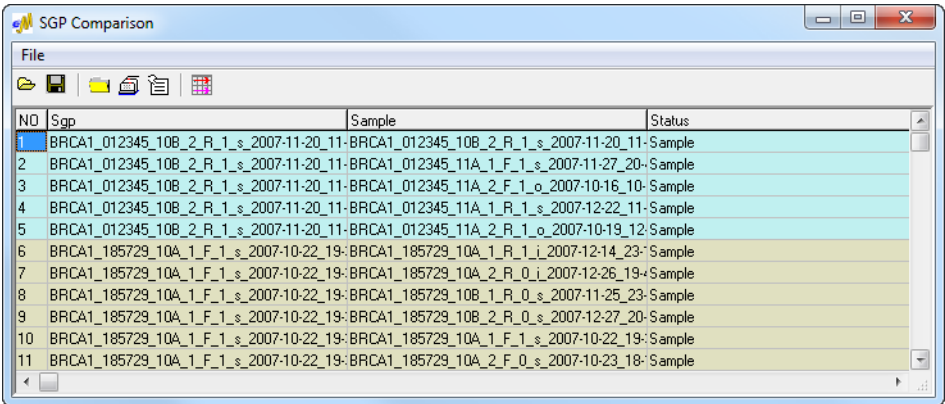 SGP Comparison
File
NO Sgp Sample Status
1 BRCA1_012345_10B_2_R_1_s_2007-11-20_11- BRCA1_012345_10B_2_R_1_s_2007-11-20_11- Sample
2 BRCA1_012345_10B_2_R_1_s_2007-11-20_11- BRCA1_012345_11A_1_F_1_s_2007-11-27_20- Sample
3 BRCA1_012345_10B_2_R_1_s_2007-11-20_11- BRCA1_012345_11A_2_F_1_o_2007-10-16_10- Sample
4 BRCA1_012345_10B_2_R_1_s_2007-11-20_11- BRCA1_012345_11A_1_R_1_s_2007-12-22_11- Sample
5 BRCA1_012345_10B_2_R_1_s_2007-11-20_11- BRCA1_012345_11A_2_R_1_o_2007-10-19_12- Sample
6 BRCA1_185729_10A_1_F_1_s_2007-10-22_19- BRCA1_185729_10A_1_R_1_i_2007-12-14_23- Sample
7 BRCA1_185729_10A_1_F_1_s_2007-10-22_19- BRCA1_185729_10A_2_R_0_i_2007-12-26_19- Sample
8 BRCA1_185729_10A_1_F_1_s_2007-10-22_19- BRCA1_185729_10B_1_R_0_s_2007-11-25_23- Sample
9 BRCA1_185729_10A_1_F_1_s_2007-10-22_19- BRCA1_185729_10B_2_R_0_s_2007-12-27_20- Sample
10 BRCA1_185729_10A_1_F_1_s_2007-10-22_19- BRCA1_185729_10A_1_F_1_s_2007-10-22_19- Sample
11 BRCA1_185729_10A_1_F_1_s_2007-10-22_19- BRCA1_185729_10A_2_F_0_s_2007-10-23_18- Sample